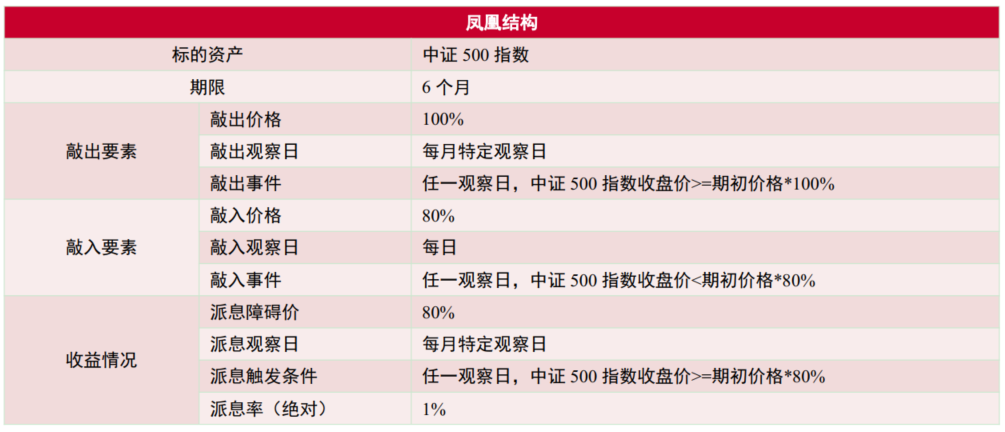 凤凰结构
标的资产 中证 500 指数
期限 6 个月
敲出要素
敲出价格 100%
敲出观察日 每月特定观察日
敲出事件 任一观察日，中证 500 指数收盘价>=期初价格*100%
敲入要素
敲入价格 80%
敲入观察日 每日
敲入事件 任一观察日，中证 500 指数收盘价<期初价格*80%
收益情况
派息障碍价 80%
派息观察日 每月特定观察日
派息触发条件 任一观察日，中证 500 指数收盘价>=期初价格*80%
派息率（绝对） 1%